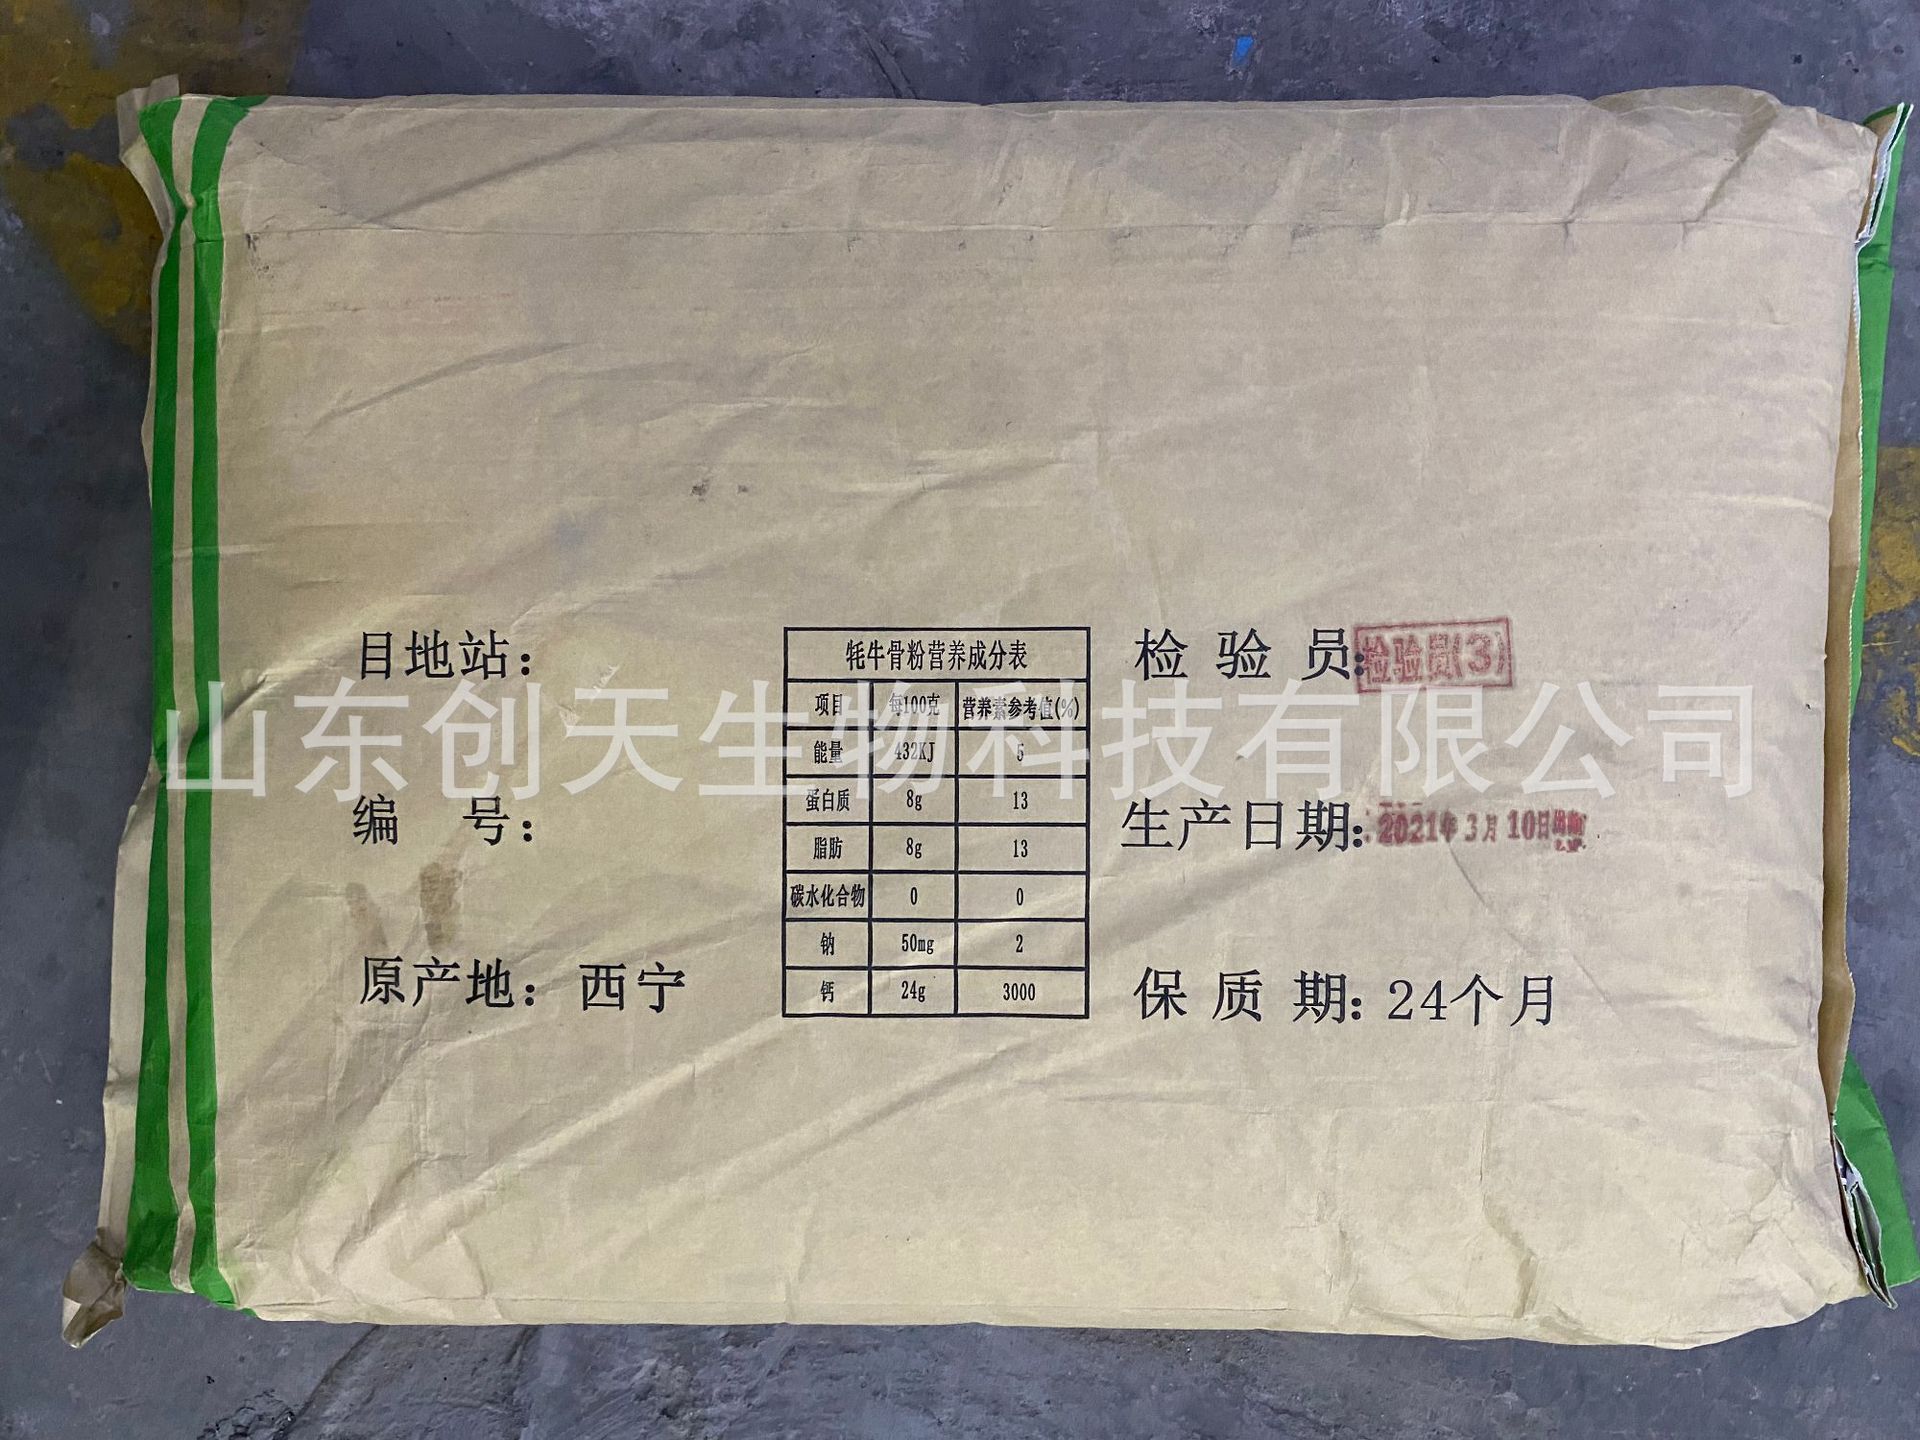 目地站：
编 号：
原产地：西宁
牦牛骨粉营养成分表
项目 每100克 营养素参考值(%)
能量 432KJ 5
蛋白质 8g 13
脂肪 8g 13
碳水化合物 0 0
钠 50mg 2
钙 24g 3000
检 验 员：检验员(3)
生产日期：2021年3月10日
保 质 期：24个月
山东创天生物科技有限公司